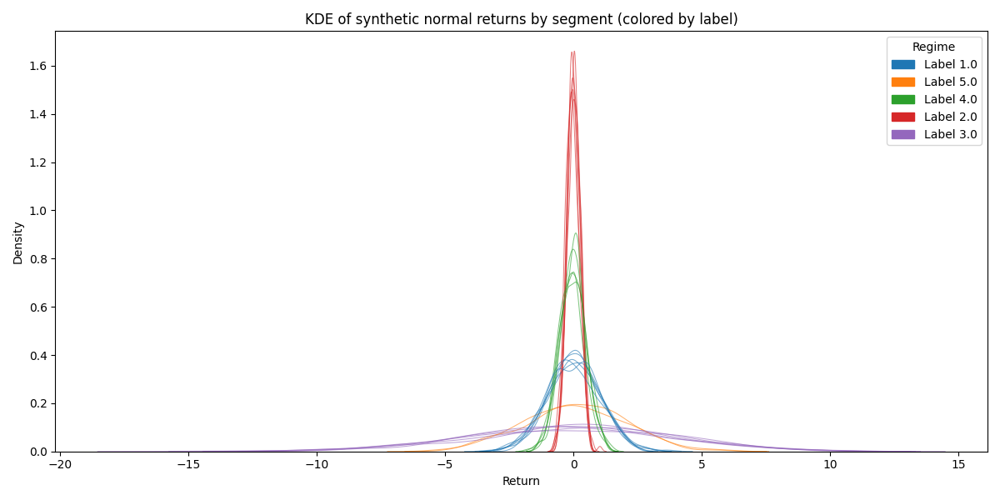 KDE of synthetic normal returns by segment (colored by label)
Regime
Label 1.0
Label 5.0
Label 4.0
Label 2.0
Label 3.0
Density
1.6
1.4
1.2
1.0
0.8
0.6
0.4
0.2
0.0
−20
−15
−10
−5
0
5
10
15
Return